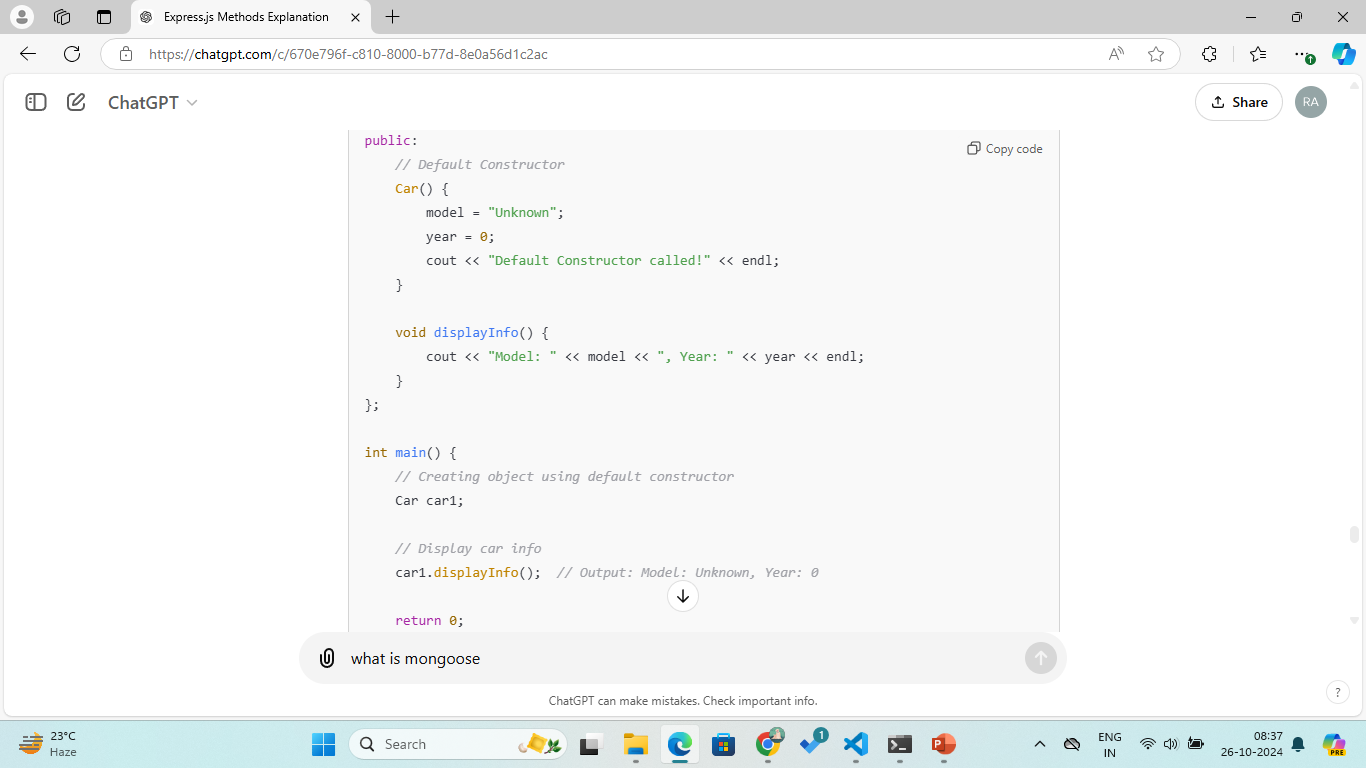 Express.js Methods Explanation
https://chatgpt.com/c/670e796f-c810-8000-b77d-8e0a56d1c2ac
ChatGPT
Share
RA
Copy code
public:
// Default Constructor
Car() {
model = "Unknown";
year = 0;
cout << "Default Constructor called!" << endl;
}
void displayInfo() {
cout << "Model: " << model << ", Year: " << year << endl;
}
};
int main() {
// Creating object using default constructor
Car car1;
// Display car info
car1.displayInfo();  // Output: Model: Unknown, Year: 0
return 0;
what is mongoose
ChatGPT can make mistakes. Check important info.
?
23°C
Haze
Search
1
ENG
IN
08:37
26-10-2024
PRE